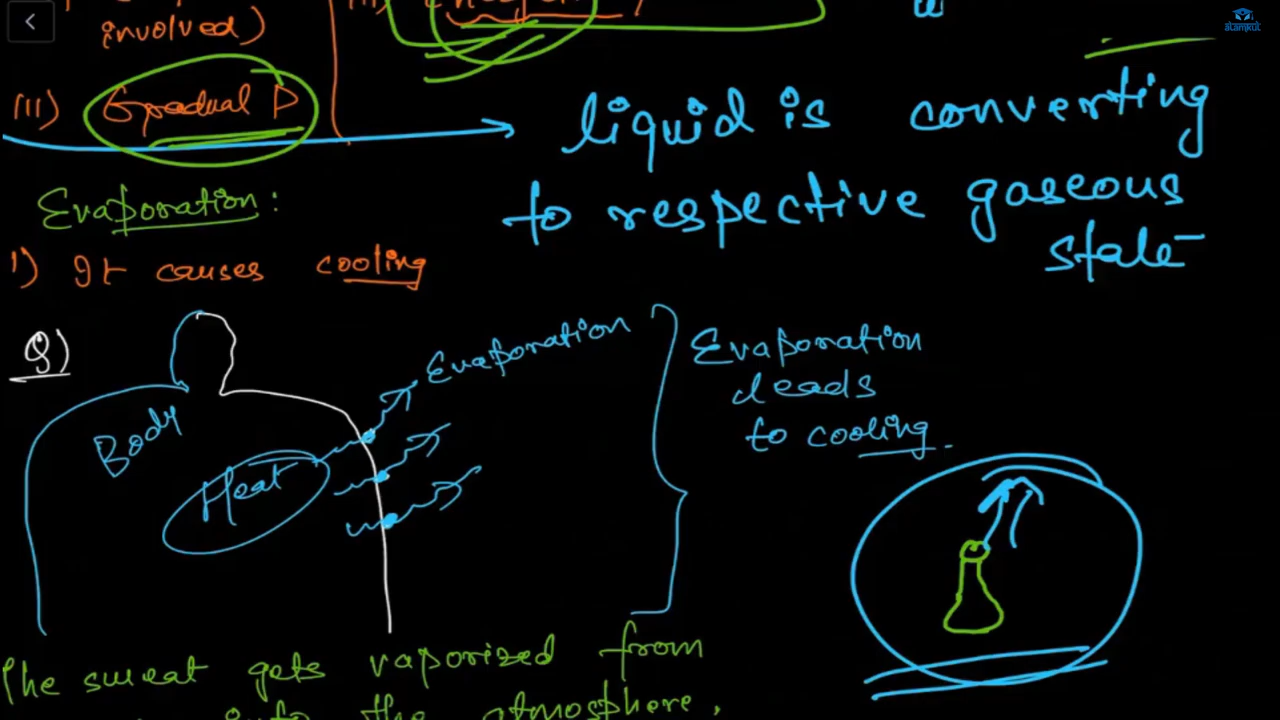 involved)
(III) Gradual P
liquid is converting
to respective gaseous
state
Evaporation:
1) It causes cooling
Q)
Evaporation
Body
Heat
Evaporation
leads
to cooling.
The sweat gets vaporized from
into the atmosphere.
alamkul